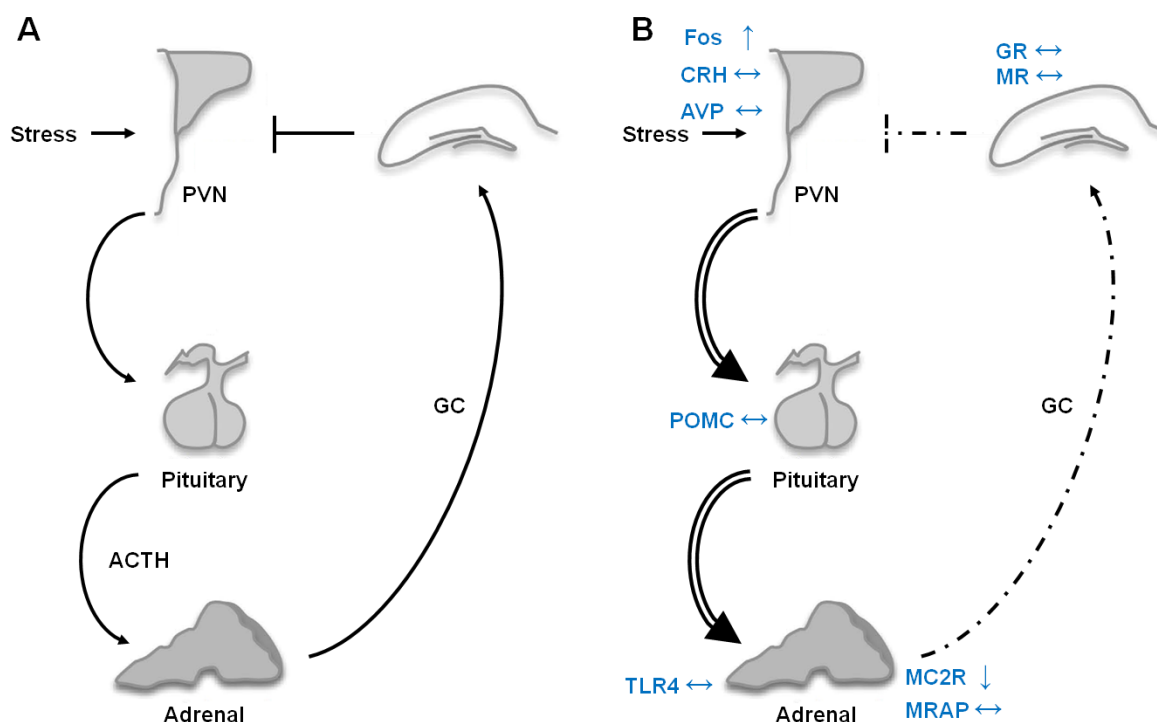 A
Stress
PVN
Pituitary
ACTH
GC
Adrenal
B
Fos ↑
CRH ↔
AVP ↔
GR ↔
MR ↔
Stress
PVN
POMC ↔
Pituitary
GC
TLR4 ↔
MC2R ↓
MRAP ↔
Adrenal